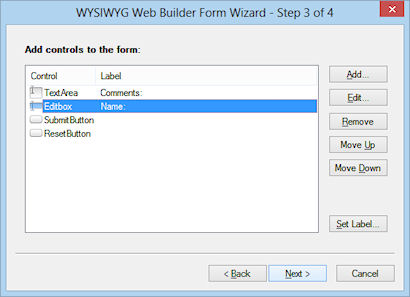 WYSIWYG Web Builder Form Wizard - Step 3 of 4
Add controls to the form:
Control Label
TextArea Comments:
Editbox Name:
SubmitButton
ResetButton
Add...
Edit...
Remove
Move Up
Move Down
Set Label...
< Back Next > Cancel